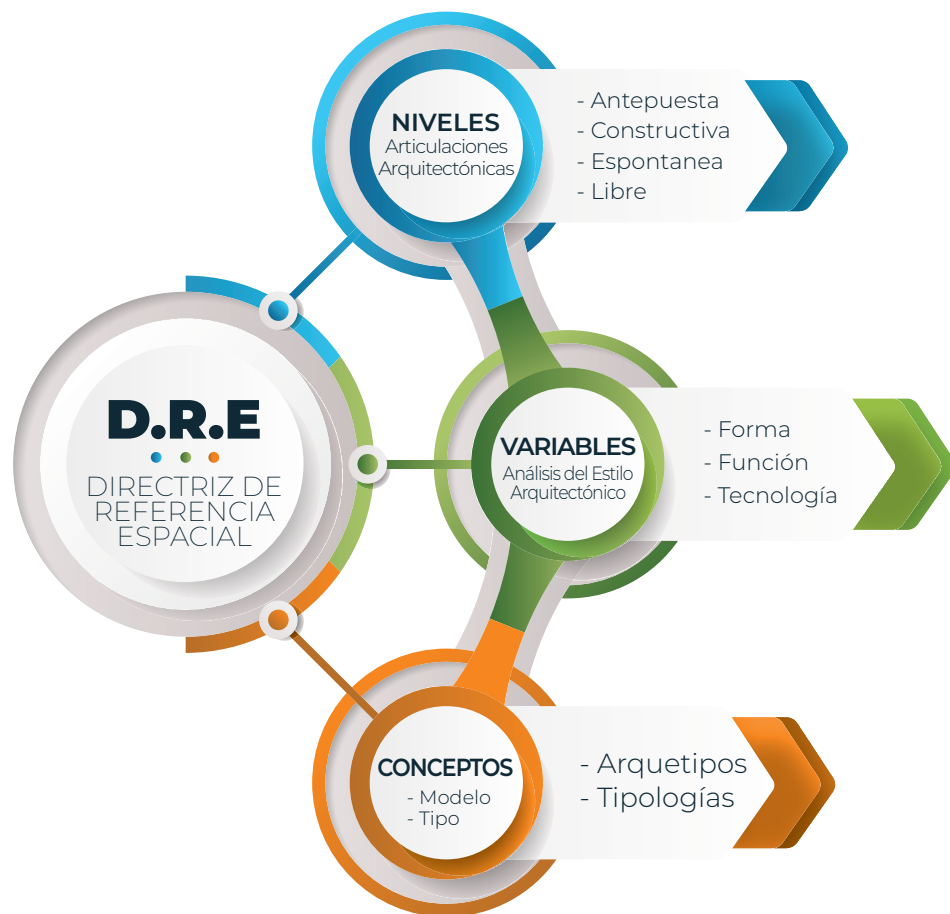 NIVELES
Articulaciones
Arquitectónicas
- Antepuesta
- Constructiva
- Espontanea
- Libre
D.R.E
DIRECTRIZ DE
REFERENCIA
ESPACIAL
VARIABLES
Análisis del Estilo
Arquitectónico
- Forma
- Función
- Tecnología
CONCEPTOS
- Modelo
- Tipo
- Arquetipos
- Tipologías